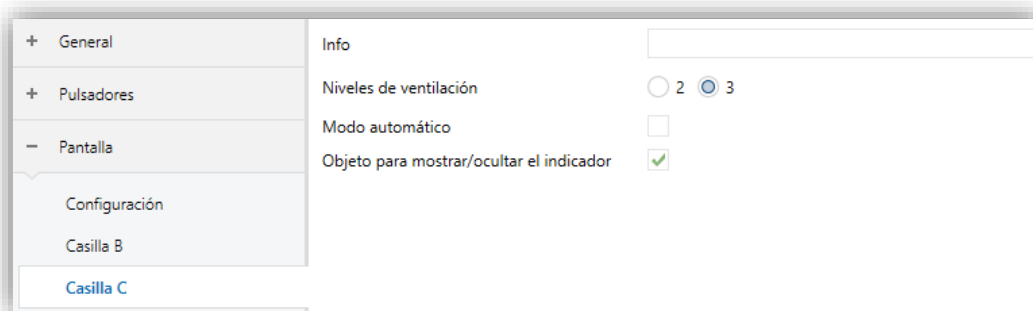 General
Pulsadores
Pantalla
Configuración
Casilla B
Casilla C
Info
Niveles de ventilación 2 3
Modo automático
Objeto para mostrar/ocultar el indicador